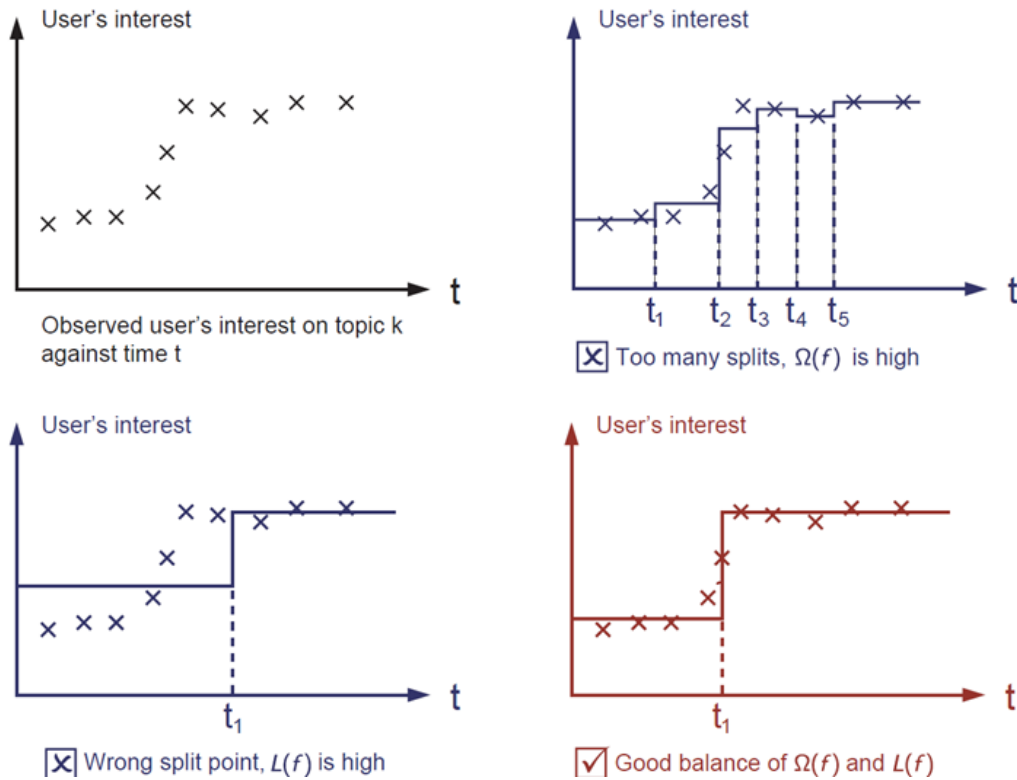 User's interest
t
Observed user's interest on topic k
against time t
User's interest
t
t₁ t₂ t₃ t₄ t₅
Too many splits, Ω(f) is high
User's interest
t
t₁
Wrong split point, L(f) is high
User's interest
t
t₁
Good balance of Ω(f) and L(f)